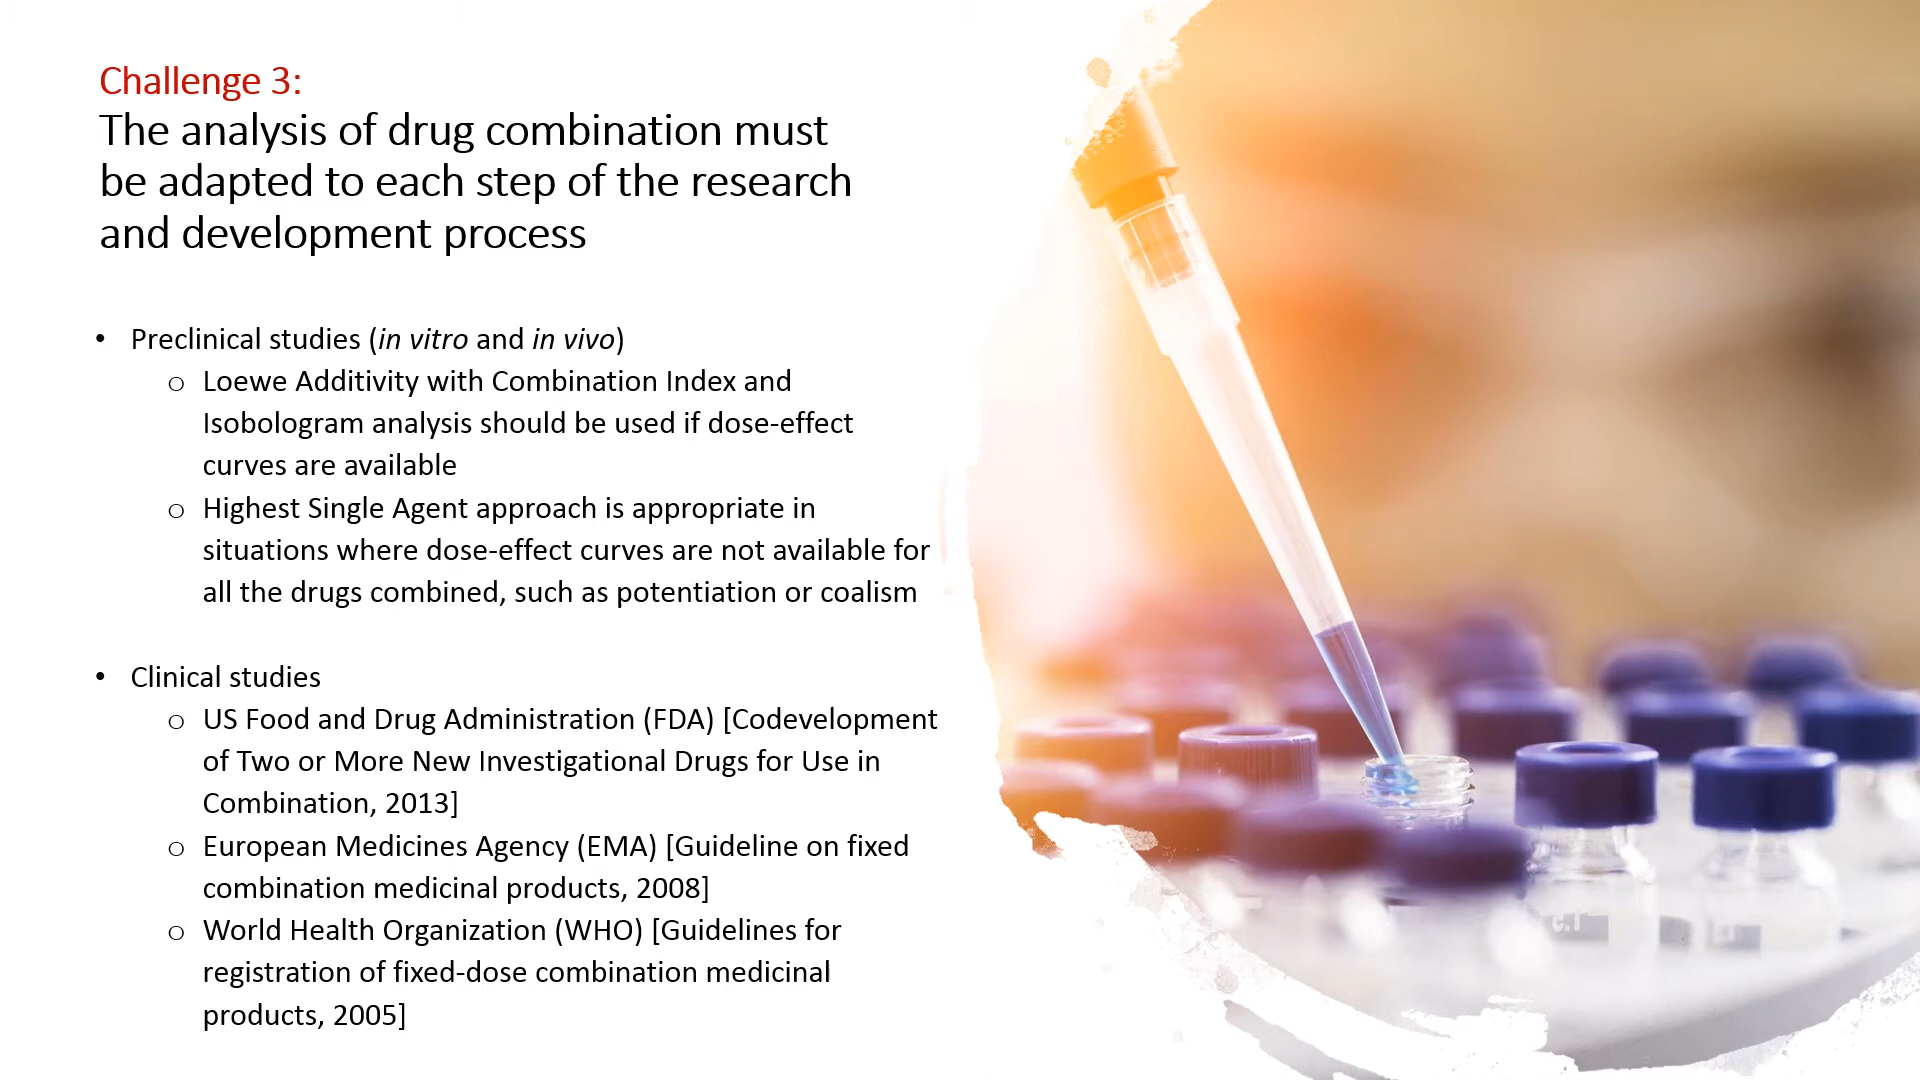 Challenge 3:
The analysis of drug combination must
be adapted to each step of the research
and development process
• Preclinical studies (in vitro and in vivo)
o Loewe Additivity with Combination Index and
Isobologram analysis should be used if dose-effect
curves are available
o Highest Single Agent approach is appropriate in
situations where dose-effect curves are not available for
all the drugs combined, such as potentiation or coalism
• Clinical studies
o US Food and Drug Administration (FDA) [Codevelopment
of Two or More New Investigational Drugs for Use in
Combination, 2013]
o European Medicines Agency (EMA) [Guideline on fixed
combination medicinal products, 2008]
o World Health Organization (WHO) [Guidelines for
registration of fixed-dose combination medicinal
products, 2005]